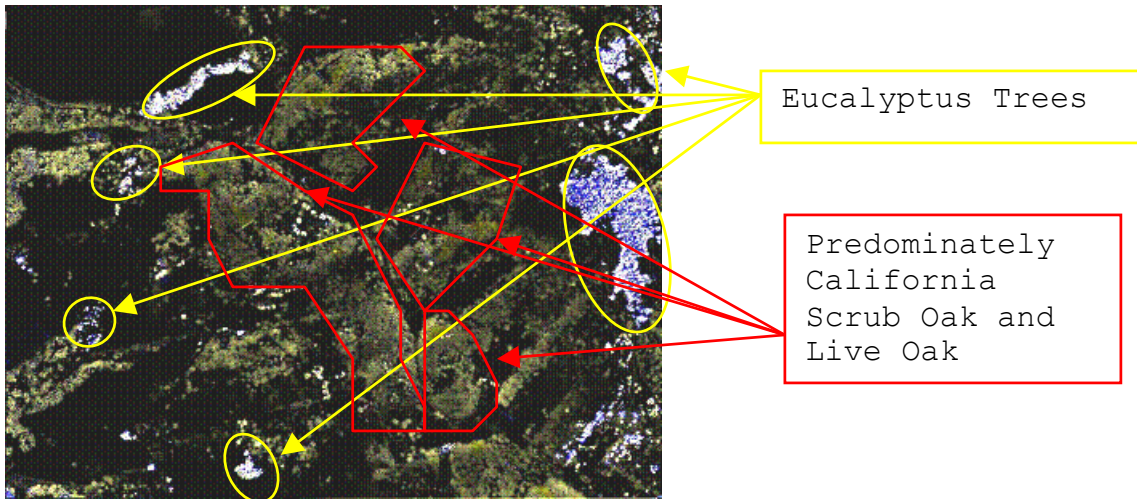 Eucalyptus Trees
Predominately
California
Scrub Oak and
Live Oak